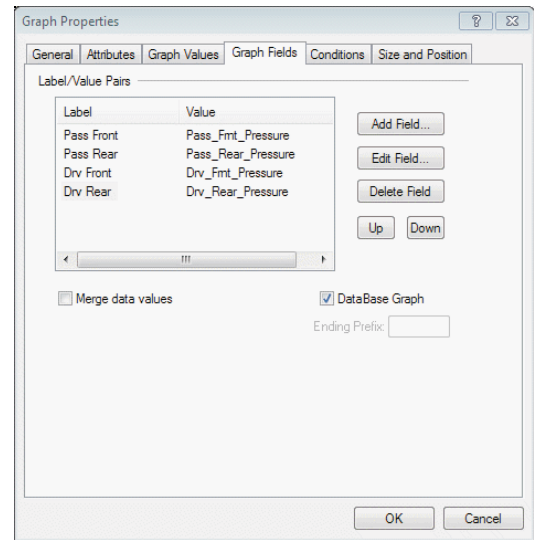 Graph Properties
General Attributes Graph Values Graph Fields Conditions Size and Position
Label/Value Pairs
Label Value
Pass Front Pass_Frnt_Pressure
Pass Rear Pass_Rear_Pressure
Drv Front Drv_Frnt_Pressure
Drv Rear Drv_Rear_Pressure
Add Field...
Edit Field...
Delete Field
Up Down
Merge data values
DataBase Graph
Ending Prefix:
OK Cancel